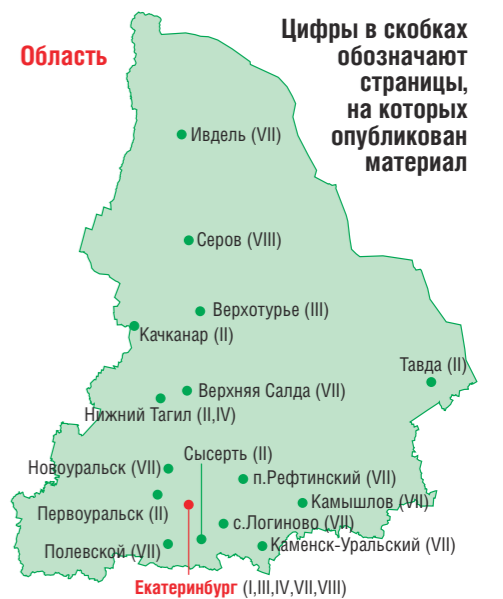 Область
Цифры в скобках
обозначают
страницы,
на которых
опубликован
материал
Ивдель (VII)
Серов (VIII)
Верхотурье (III)
Качканар (II)
Тавда (II)
Верхняя Салда (VII)
Нижний Тагил (II,IV)
Сысерть (II)
Новоуральск (VII)
п.Рефтинский (VII)
Камышлов (VII)
Первоуральск (II)
с.Логиново (VII)
Полевской (VII)
Каменск-Уральский (VII)
Екатеринбург (I,III,IV,VII,VIII)